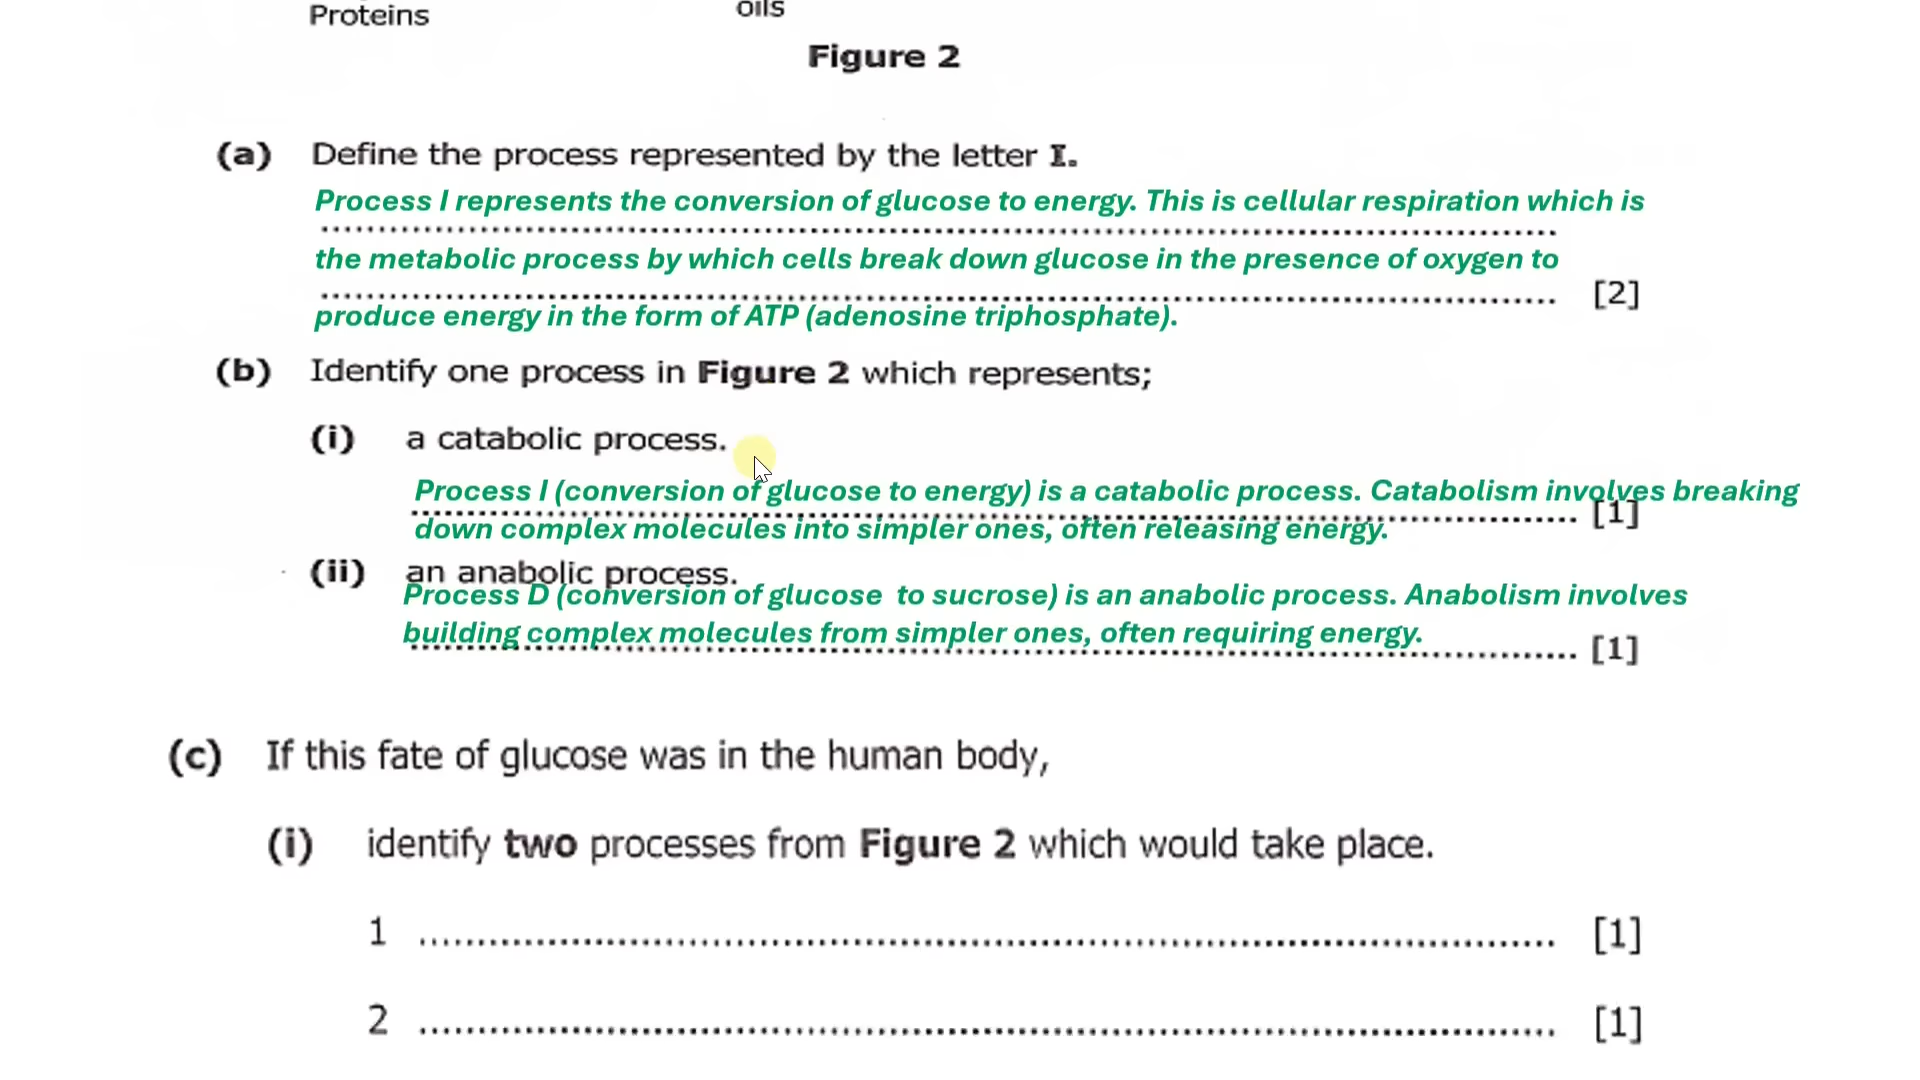 Proteins
oils
Figure 2
(a) Define the process represented by the letter I.
Process I represents the conversion of glucose to energy. This is cellular respiration which is
the metabolic process by which cells break down glucose in the presence of oxygen to
[2]
produce energy in the form of ATP (adenosine triphosphate).
(b) Identify one process in Figure 2 which represents;
(i) a catabolic process.
Process I (conversion of glucose to energy) is a catabolic process. Catabolism involves breaking
[1]
down complex molecules into simpler ones, often releasing energy.
(ii) an anabolic process.
Process D (conversion of glucose to sucrose) is an anabolic process. Anabolism involves
building complex molecules from simpler ones, often requiring energy.
[1]
(c) If this fate of glucose was in the human body,
(i) identify two processes from Figure 2 which would take place.
1 [1]
2 [1]